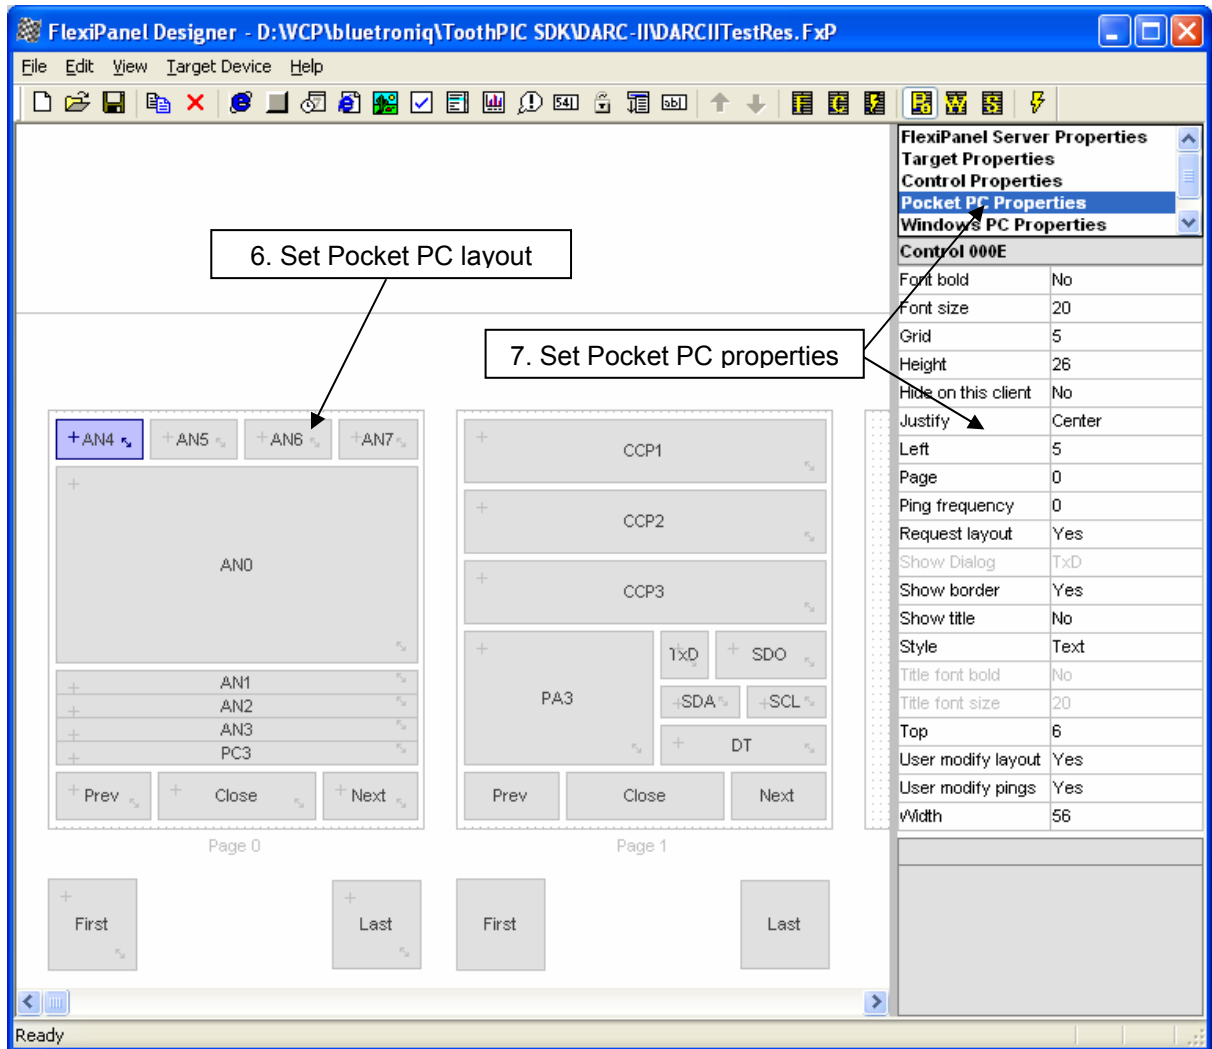 FlexiPanel Designer - D:\VCP\bluetroniq\ToothPIC SDK\DARC-II\DARCIITestRes.FxP
File Edit View Target Device Help
FlexiPanel Server Properties
Target Properties
Control Properties
Pocket PC Properties
Windows PC Properties
Control 000E
Font bold No
Font size 20
Grid 5
Height 26
Hide on this client No
Justify Center
Left 5
Page 0
Ping frequency 0
Request layout Yes
Show Dialog TxD
Show border Yes
Show title No
Style Text
Title font bold No
Title font size 20
Top 6
User modify layout Yes
User modify pings Yes
Width 56
6. Set Pocket PC layout
7. Set Pocket PC properties
AN4 AN5 AN6 AN7
AN0
AN1
AN2
AN3
PC3
Prev Close Next
Page 0
First Last
CCP1
CCP2
CCP3
PA3
TxD SDO
SDA SCL
DT
Prev Close Next
Page 1
First Last
Ready